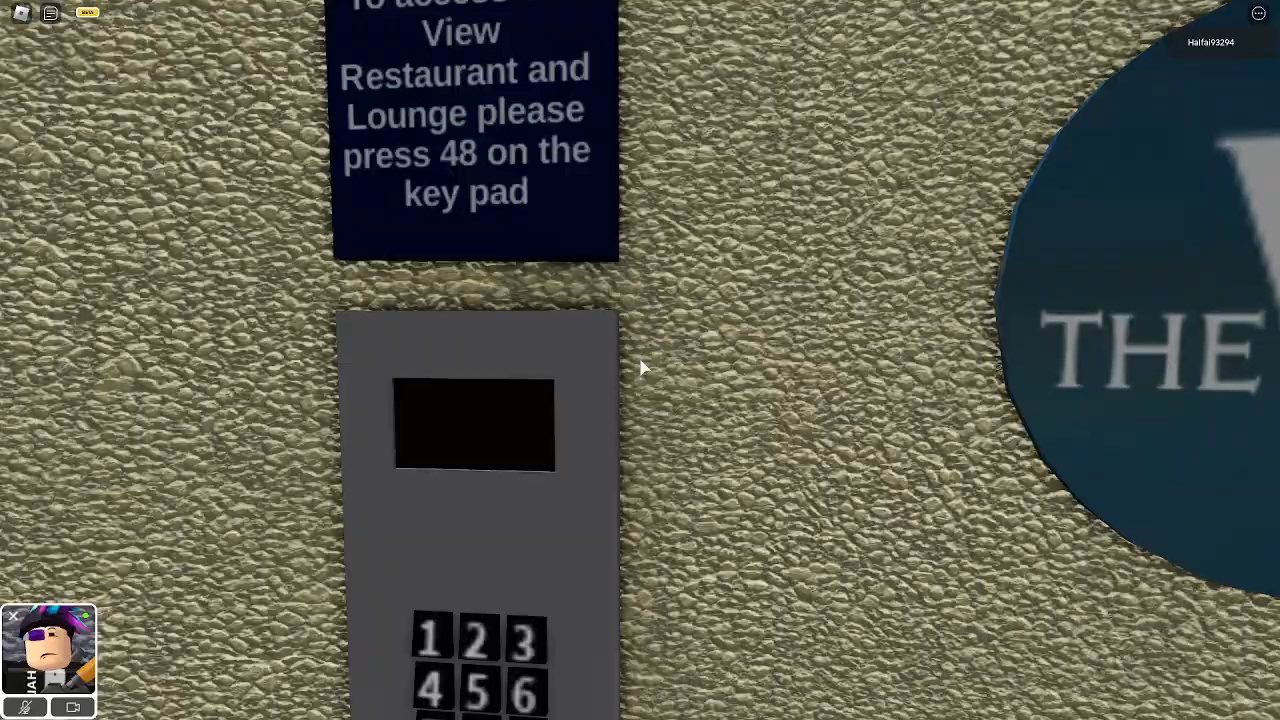 BETA
Halfai93294
View
Restaurant and
Lounge please
press 48 on the
key pad
THE
1 2 3
4 5 6